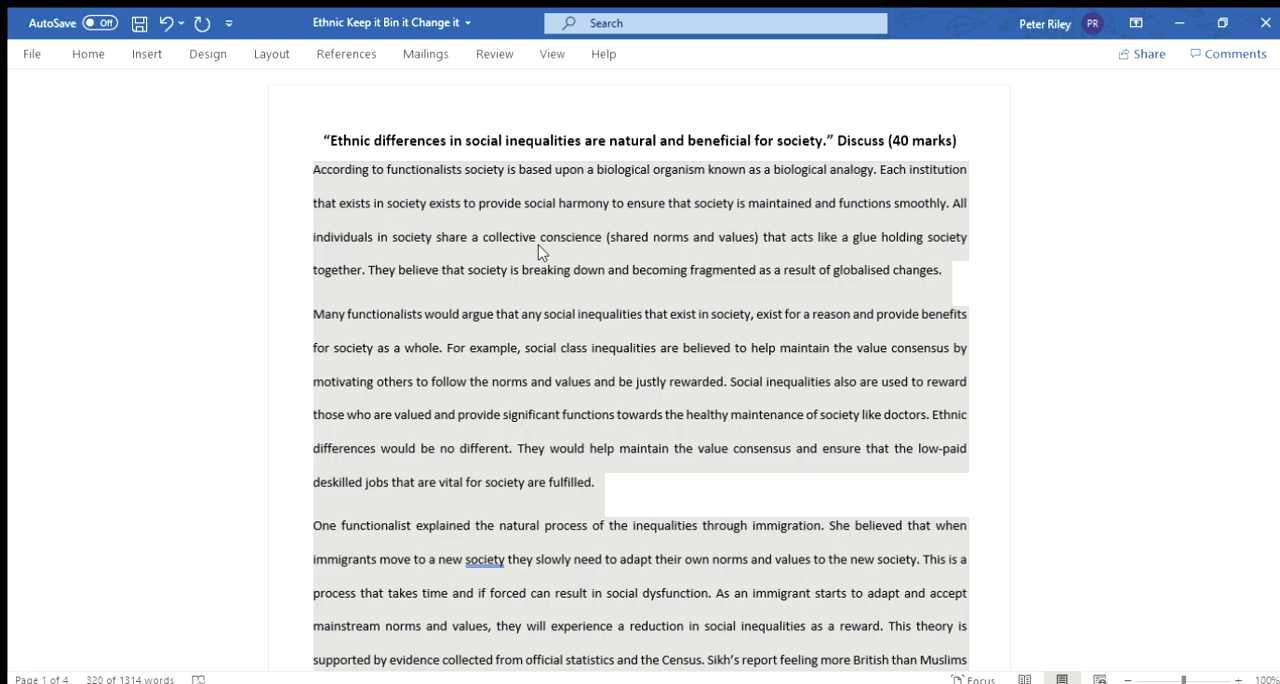 AutoSave Off Ethnic Keep it Bin it Change it Search Peter Riley PR
File Home Insert Design Layout References Mailings Review View Help Share Comments
“Ethnic differences in social inequalities are natural and beneficial for society.” Discuss (40 marks)
According to functionalists society is based upon a biological organism known as a biological analogy. Each institution
that exists in society exists to provide social harmony to ensure that society is maintained and functions smoothly. All
individuals in society share a collective conscience (shared norms and values) that acts like a glue holding society
together. They believe that society is breaking down and becoming fragmented as a result of globalised changes.
Many functionalists would argue that any social inequalities that exist in society, exist for a reason and provide benefits
for society as a whole. For example, social class inequalities are believed to help maintain the value consensus by
motivating others to follow the norms and values and be justly rewarded. Social inequalities also are used to reward
those who are valued and provide significant functions towards the healthy maintenance of society like doctors. Ethnic
differences would be no different. They would help maintain the value consensus and ensure that the low-paid
deskilled jobs that are vital for society are fulfilled.
One functionalist explained the natural process of the inequalities through immigration. She believed that when
immigrants move to a new society they slowly need to adapt their own norms and values to the new society. This is a
process that takes time and if forced can result in social dysfunction. As an immigrant starts to adapt and accept
mainstream norms and values, they will experience a reduction in social inequalities as a reward. This theory is
supported by evidence collected from official statistics and the Census. Sikh’s report feeling more British than Muslims
Page 1 of 4 320 of 1314 words Focus 100%